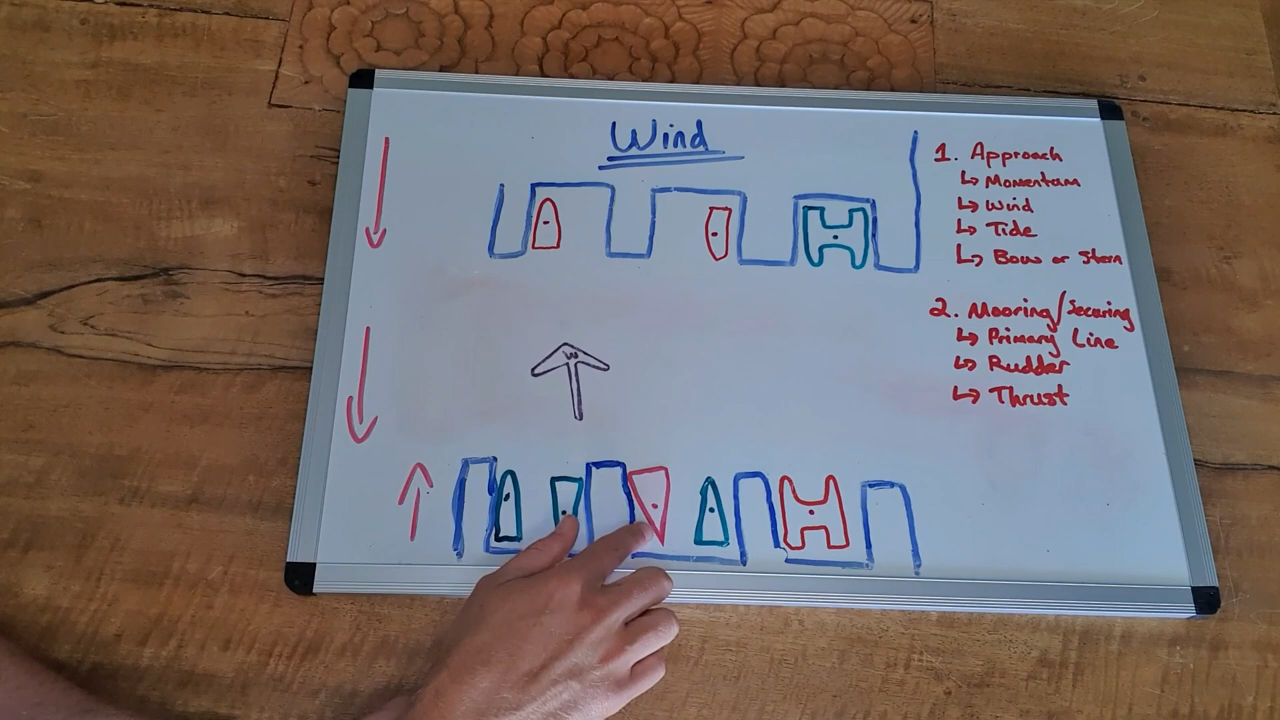 Wind
1. Approach
↳ Momentum
↳ Wind
↳ Tide
↳ Bow or Stern
2. Mooring/Securing
↳ Primary Line
↳ Rudder
↳ Thrust
W